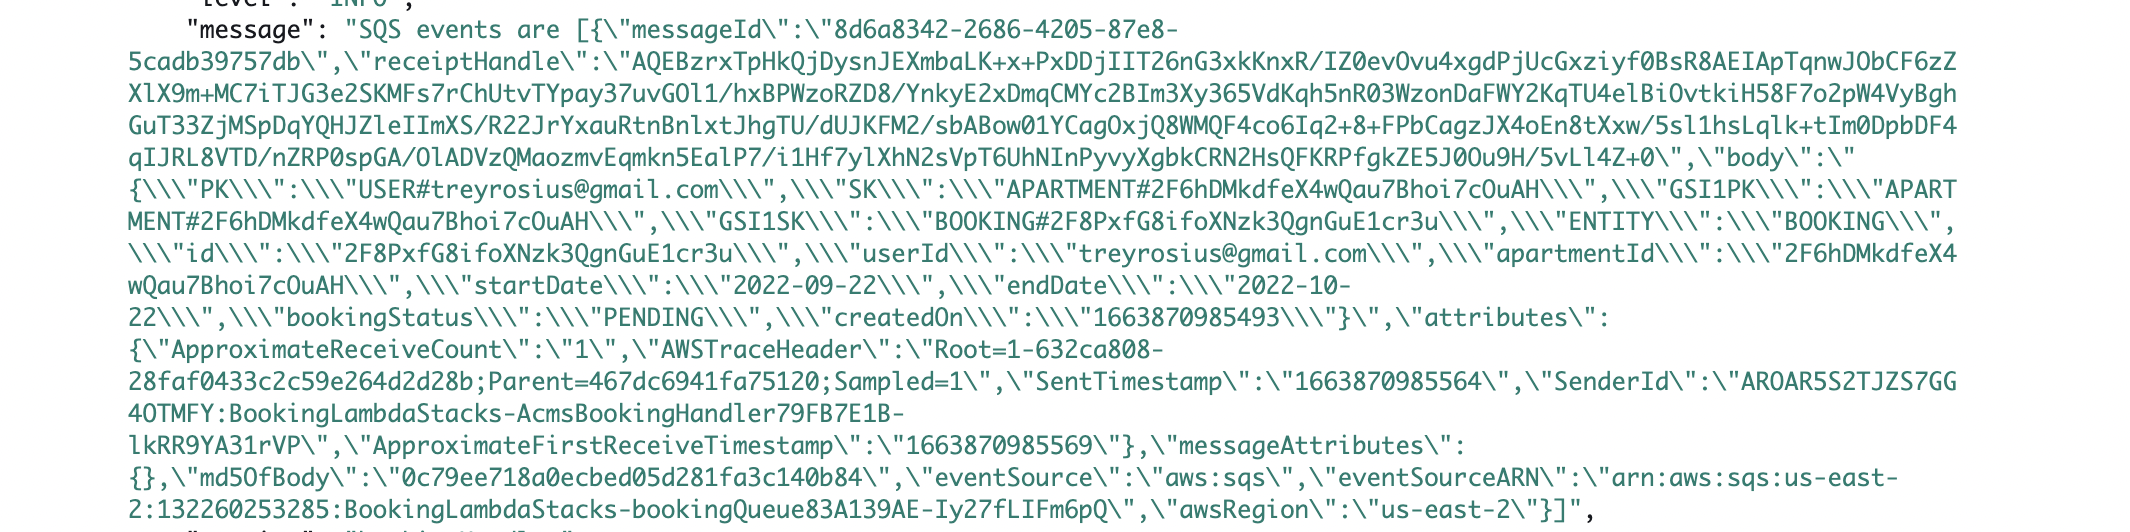 "level": "INFO",
"message": "SQS events are [{\"messageId\":\"8d6a8342-2686-4205-87e8-
5cadb39757db\",\"receiptHandle\":\"AQEBzrxTpHkQjDysnJEXmbaLK+x+PxDDjIIT26nG3xkKnxR/IZ0evOvu4xgdPjUcGxziyf0BsR8AEIApTqnwJObCF6zZ
XlX9m+MC7iTJG3e2SKMFs7rChUtvTYpay37uvGOl1/hxBPWzoRZD8/YnkyE2xDmqCMYc2BIm3Xy365VdKqh5nR03WzonDaFWY2KqTU4elBiOvtkiH58F7o2pW4VyBgh
GuT33ZjMSpDqYQHJZleIImXS/R22JrYxauRtnBnlxtJhgTU/dUJKFM2/sbABow01YCagOxjQ8WMQF4co6Iq2+8+FPbCagzJX4oEn8tXxw/5sl1hsLqlk+tIm0DpbDF4
qIJRL8VTD/nZRP0spGA/OlADVzQMaozmvEqmkn5EalP7/i1Hf7ylXhN2sVpT6UhNInPyvyXgbkCRN2HsQFKRPfgkZE5J0Ou9H/5vLl4Z+0\",\"body\":\"
{\\\"PK\\\":\\\"USER#treyrosius@gmail.com\\\",\\\"SK\\\":\\\"APARTMENT#2F6hDMkdfeX4wQau7Bhoi7cOuAH\\\",\\\"GSI1PK\\\":\\\"APART
MENT#2F6hDMkdfeX4wQau7Bhoi7cOuAH\\\",\\\"GSI1SK\\\":\\\"BOOKING#2F8PxfG8ifoXNzk3QgnGuE1cr3u\\\",\\\"ENTITY\\\":\\\"BOOKING\\\",
\\\"id\\\":\\\"2F8PxfG8ifoXNzk3QgnGuE1cr3u\\\",\\\"userId\\\":\\\"treyrosius@gmail.com\\\",\\\"apartmentId\\\":\\\"2F6hDMkdfeX4
wQau7Bhoi7cOuAH\\\",\\\"startDate\\\":\\\"2022-09-22\\\",\\\"endDate\\\":\\\"2022-10-
22\\\",\\\"bookingStatus\\\":\\\"PENDING\\\",\\\"createdOn\\\":\\\"1663870985493\\\"}\",\"attributes\":
{\"ApproximateReceiveCount\":\"1\",\"AWSTraceHeader\":\"Root=1-632ca808-
28faf0433c2c59e264d2d28b;Parent=467dc6941fa75120;Sampled=1\",\"SentTimestamp\":\"1663870985564\",\"SenderId\":\"AROAR5S2TJZS7GG
4OTMFY:BookingLambdaStacks-AcmsBookingHandler79FB7E1B-
lkRR9YA31rVP\",\"ApproximateFirstReceiveTimestamp\":\"1663870985569\"},\"messageAttributes\":
{},\"md5OfBody\":\"0c79ee718a0ecbed05d281fa3c140b84\",\"eventSource\":\"aws:sqs\",\"eventSourceARN\":\"arn:aws:sqs:us-east-
2:132260253285:BookingLambdaStacks-bookingQueue83A139AE-Iy27fLIFm6pQ\",\"awsRegion\":\"us-east-2\"}]",